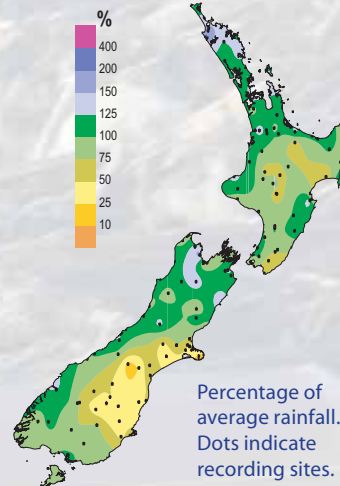 %
400
200
150
125
100
75
50
25
10
Percentage of
average rainfall.
Dots indicate
recording sites.